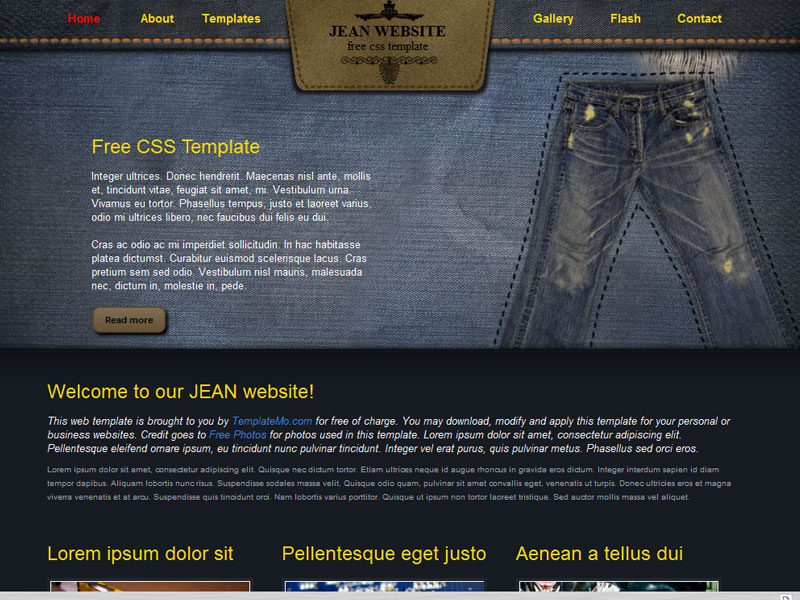 Home About Templates
JEAN WEBSITE
free css template
Gallery Flash Contact
Free CSS Template
Integer ultrices. Donec hendrerit. Maecenas nisl ante, mollis
et, tincidunt vitae, feugiat sit amet, mi. Vestibulum urna.
Vivamus eu tortor. Phasellus tempus, justo et laoreet varius,
odio mi ultrices libero, nec faucibus dui felis eu dui.
Cras ac odio ac mi imperdiet sollicitudin. In hac habitasse
platea dictumst. Curabitur euismod scelerisque lacus. Cras
pretium sem sed odio. Vestibulum nisl mauris, malesuada
nec, dictum in, molestie in, pede.
Read more
Welcome to our JEAN website!
This web template is brought to you by TemplateMo.com for free of charge. You may download, modify and apply this template for your personal or
business websites. Credit goes to Free Photos for photos used in this template. Lorem ipsum dolor sit amet, consectetur adipiscing elit.
Pellentesque eleifend ornare ipsum, eu tincidunt nunc pulvinar tincidunt. Integer vel erat purus, quis pulvinar metus. Phasellus sed orci eros.
Lorem ipsum dolor sit amet, consectetur adipiscing elit. Quisque nec dictum tortor. Etiam ultrices neque id augue rhoncus in gravida eros dictum. Integer interdum sapien id diam
tempor dapibus. Aliquam lobortis nunc risus. Suspendisse sodales massa velit. Quisque odio quam, pulvinar sit amet convallis eget, venenatis ut turpis. Donec ultricies eros et magna
viverra venenatis et at arcu. Suspendisse quis tincidunt orci. Nam lobortis varius porttitor. Quisque ut ipsum non tortor laoreet tristique. Sed auctor mollis massa vel aliquet.
Lorem ipsum dolor sit
Pellentesque eget justo
Aenean a tellus dui